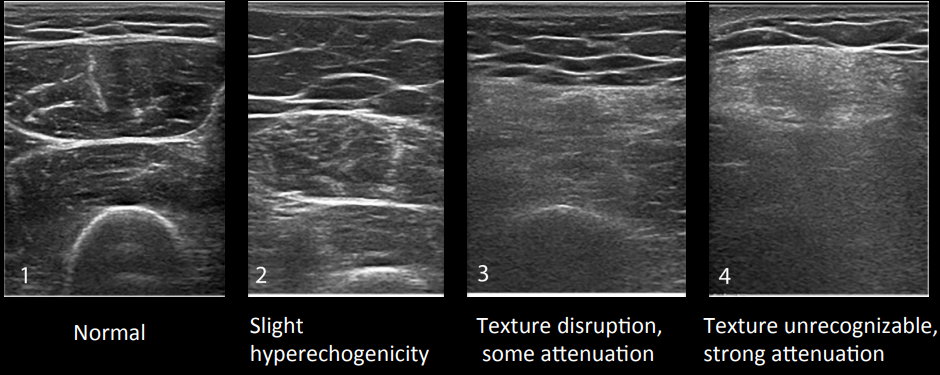 1
2
3
4
Normal
Slight
hyperechogenicity
Texture disruption,
some attenuation
Texture unrecognizable,
strong attenuation